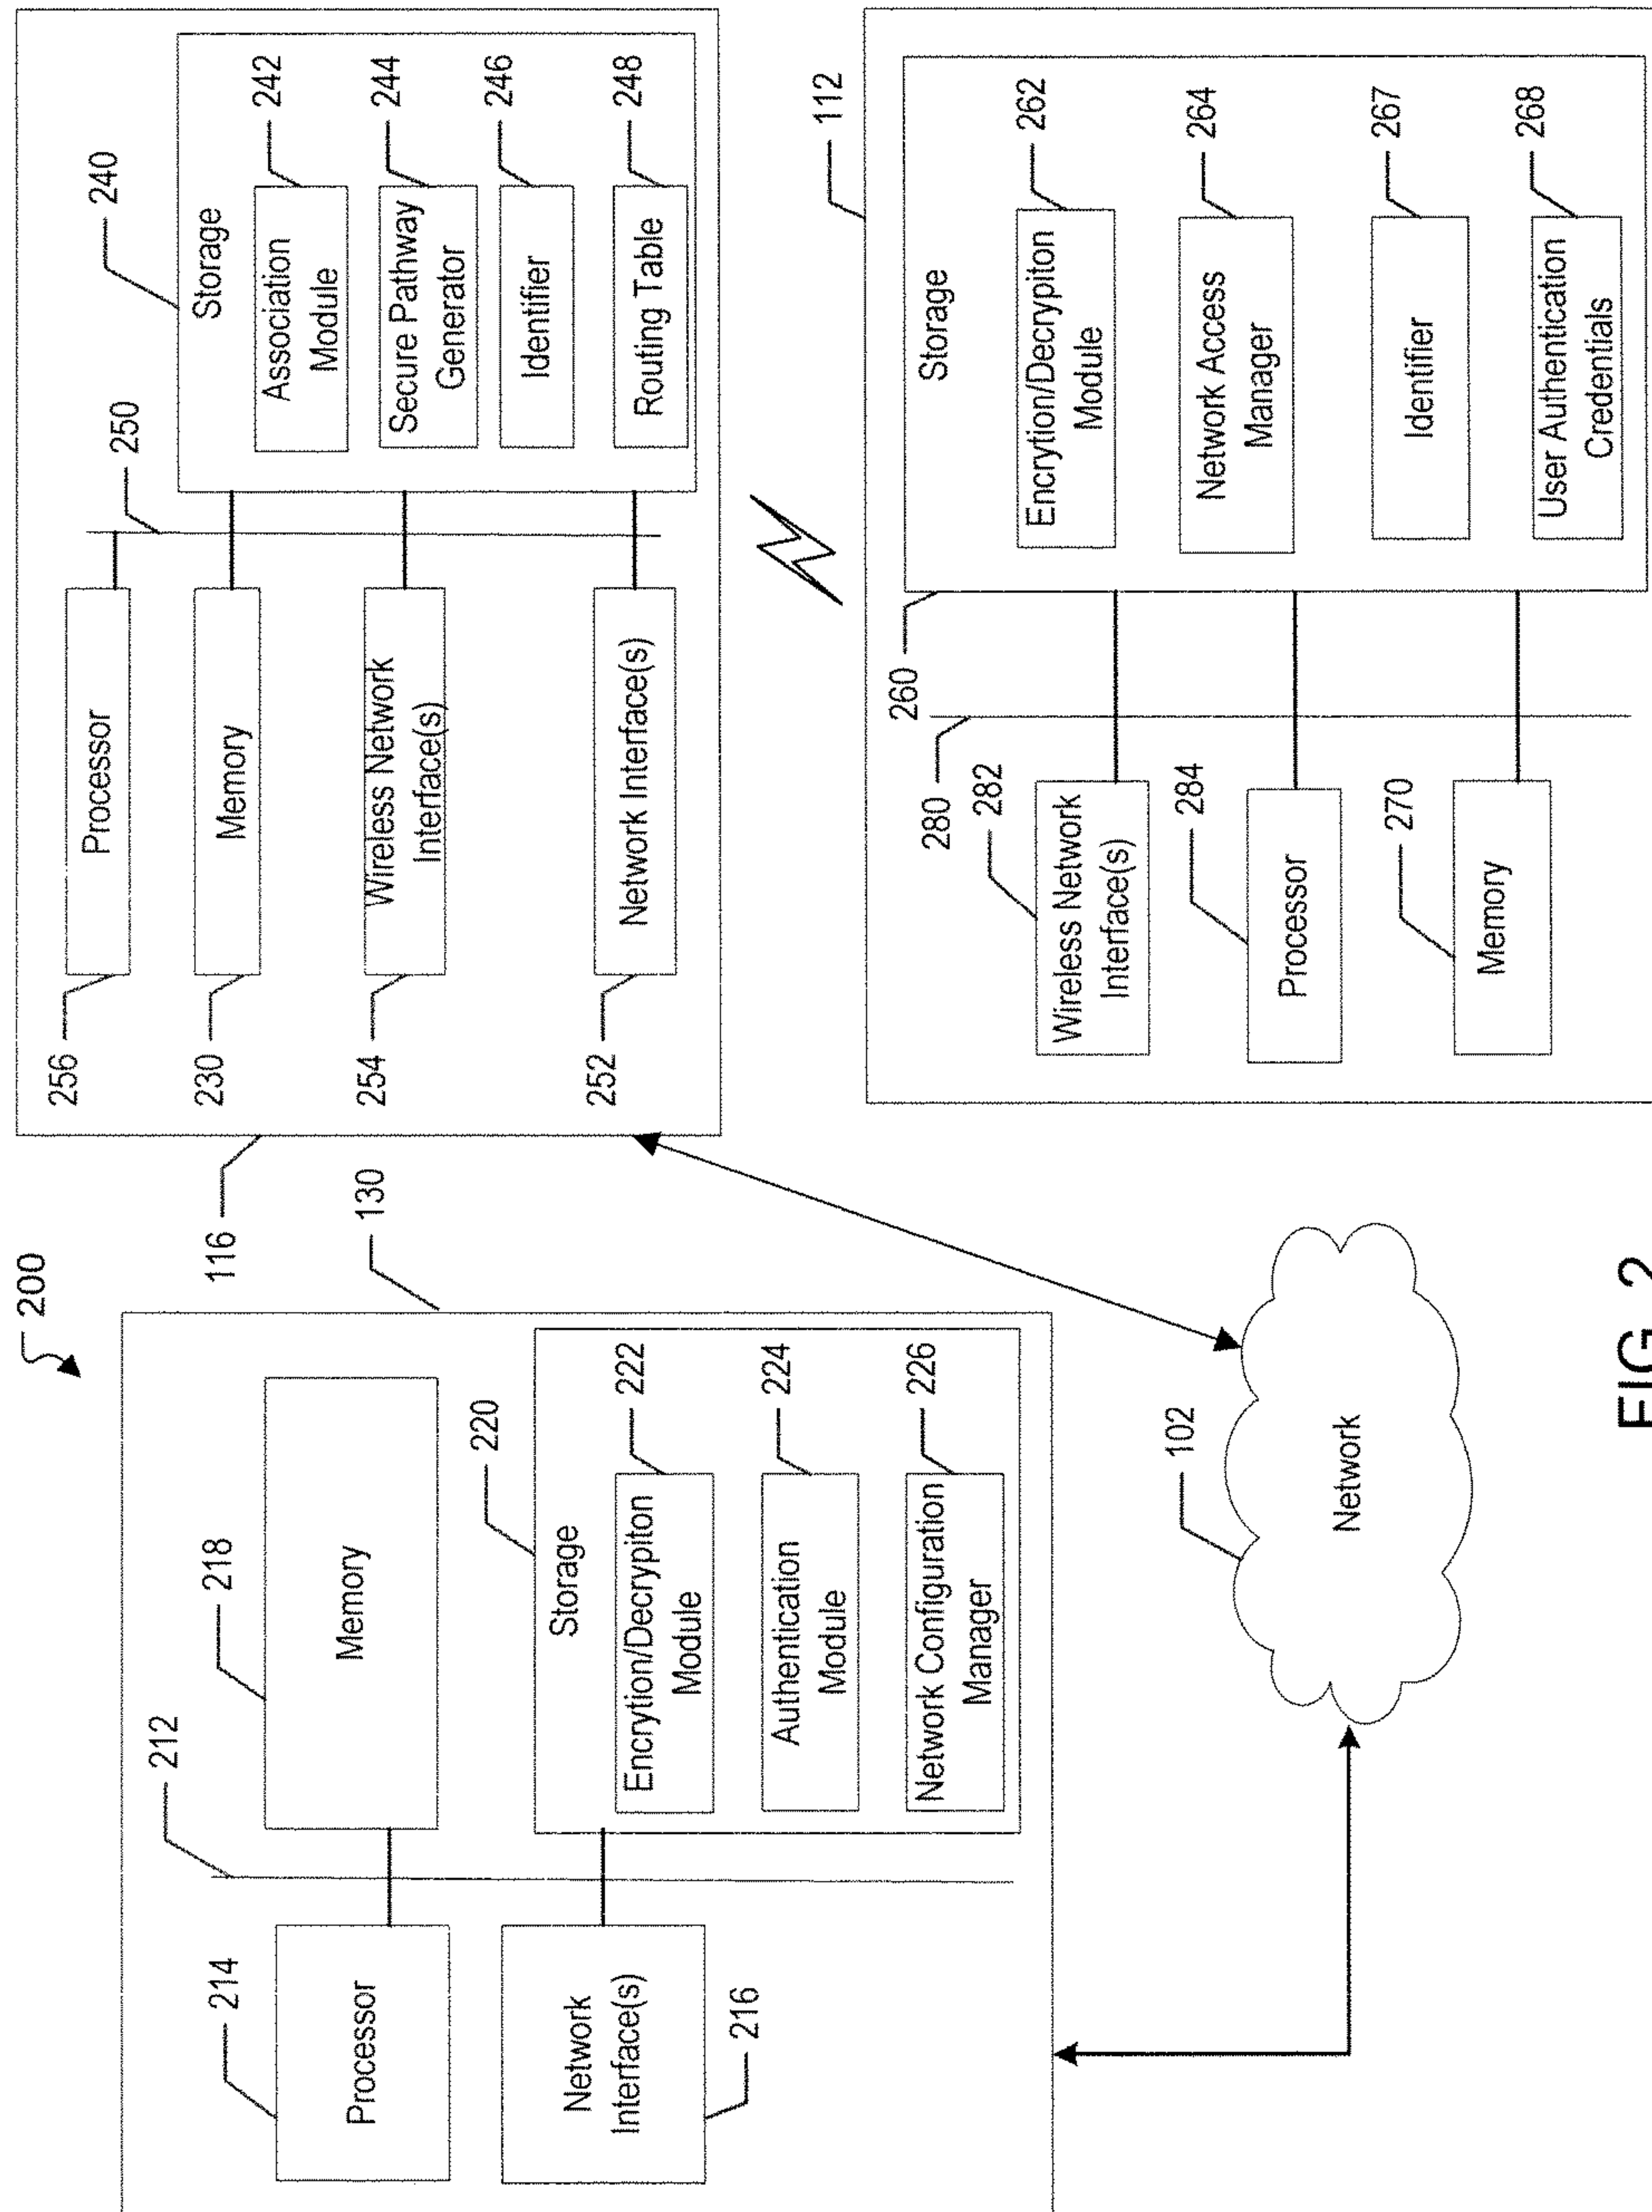 200
130
214
Processor
Network
Interface(s)
216
212
218
Memory
220
Storage
Encrytion/Decrypiton
Module
222
Authentication
Module
224
Network Configuration
Manager
226
102
Network
116
256
Processor
230
Memory
254
Wireless Network
Interface(s)
252
Network Interface(s)
250
240
Storage
Association
Module
242
Secure Pathway
Generator
244
Identifier
246
Routing Table
248
112
280
282
Wireless Network
Interface(s)
284
Processor
270
Memory
260
Storage
Encrytion/Decrypiton
Module
262
Network Access
Manager
264
Identifier
267
User Authentication
Credentials
268
FIG. 2